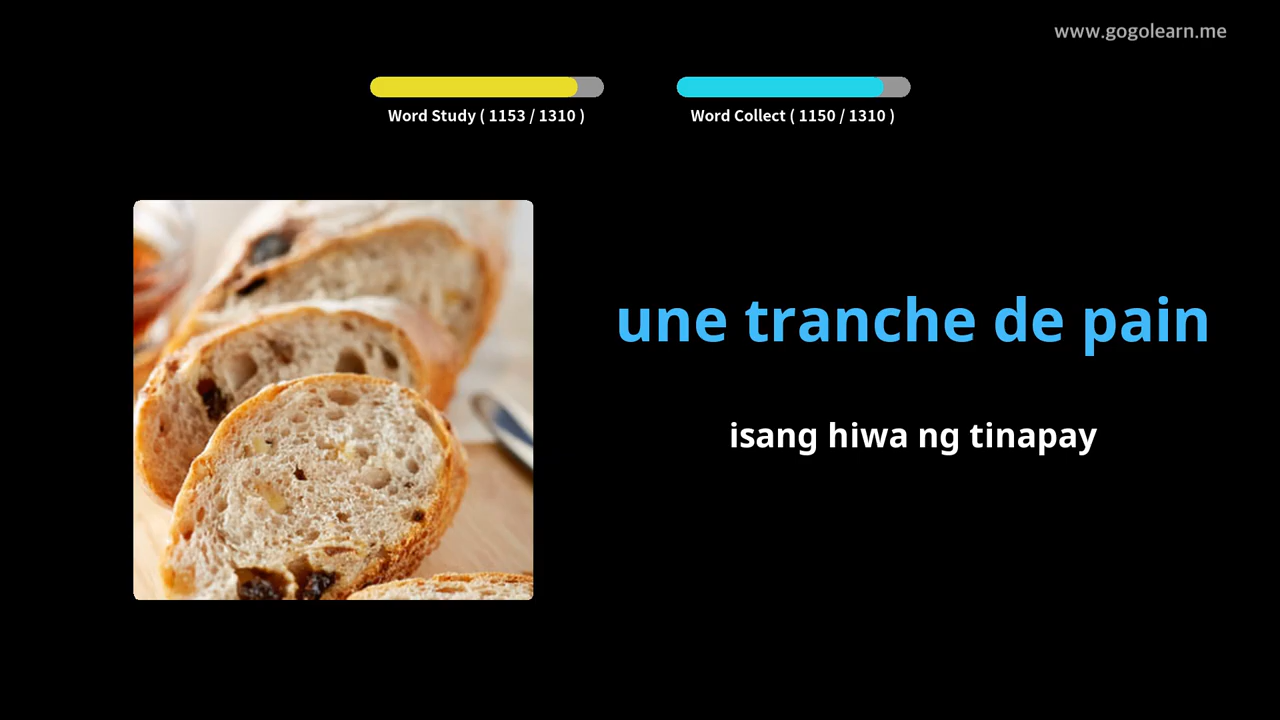 www.gogolearn.me
Word Study ( 1153 / 1310 )
Word Collect ( 1150 / 1310 )
une tranche de pain
isang hiwa ng tinapay